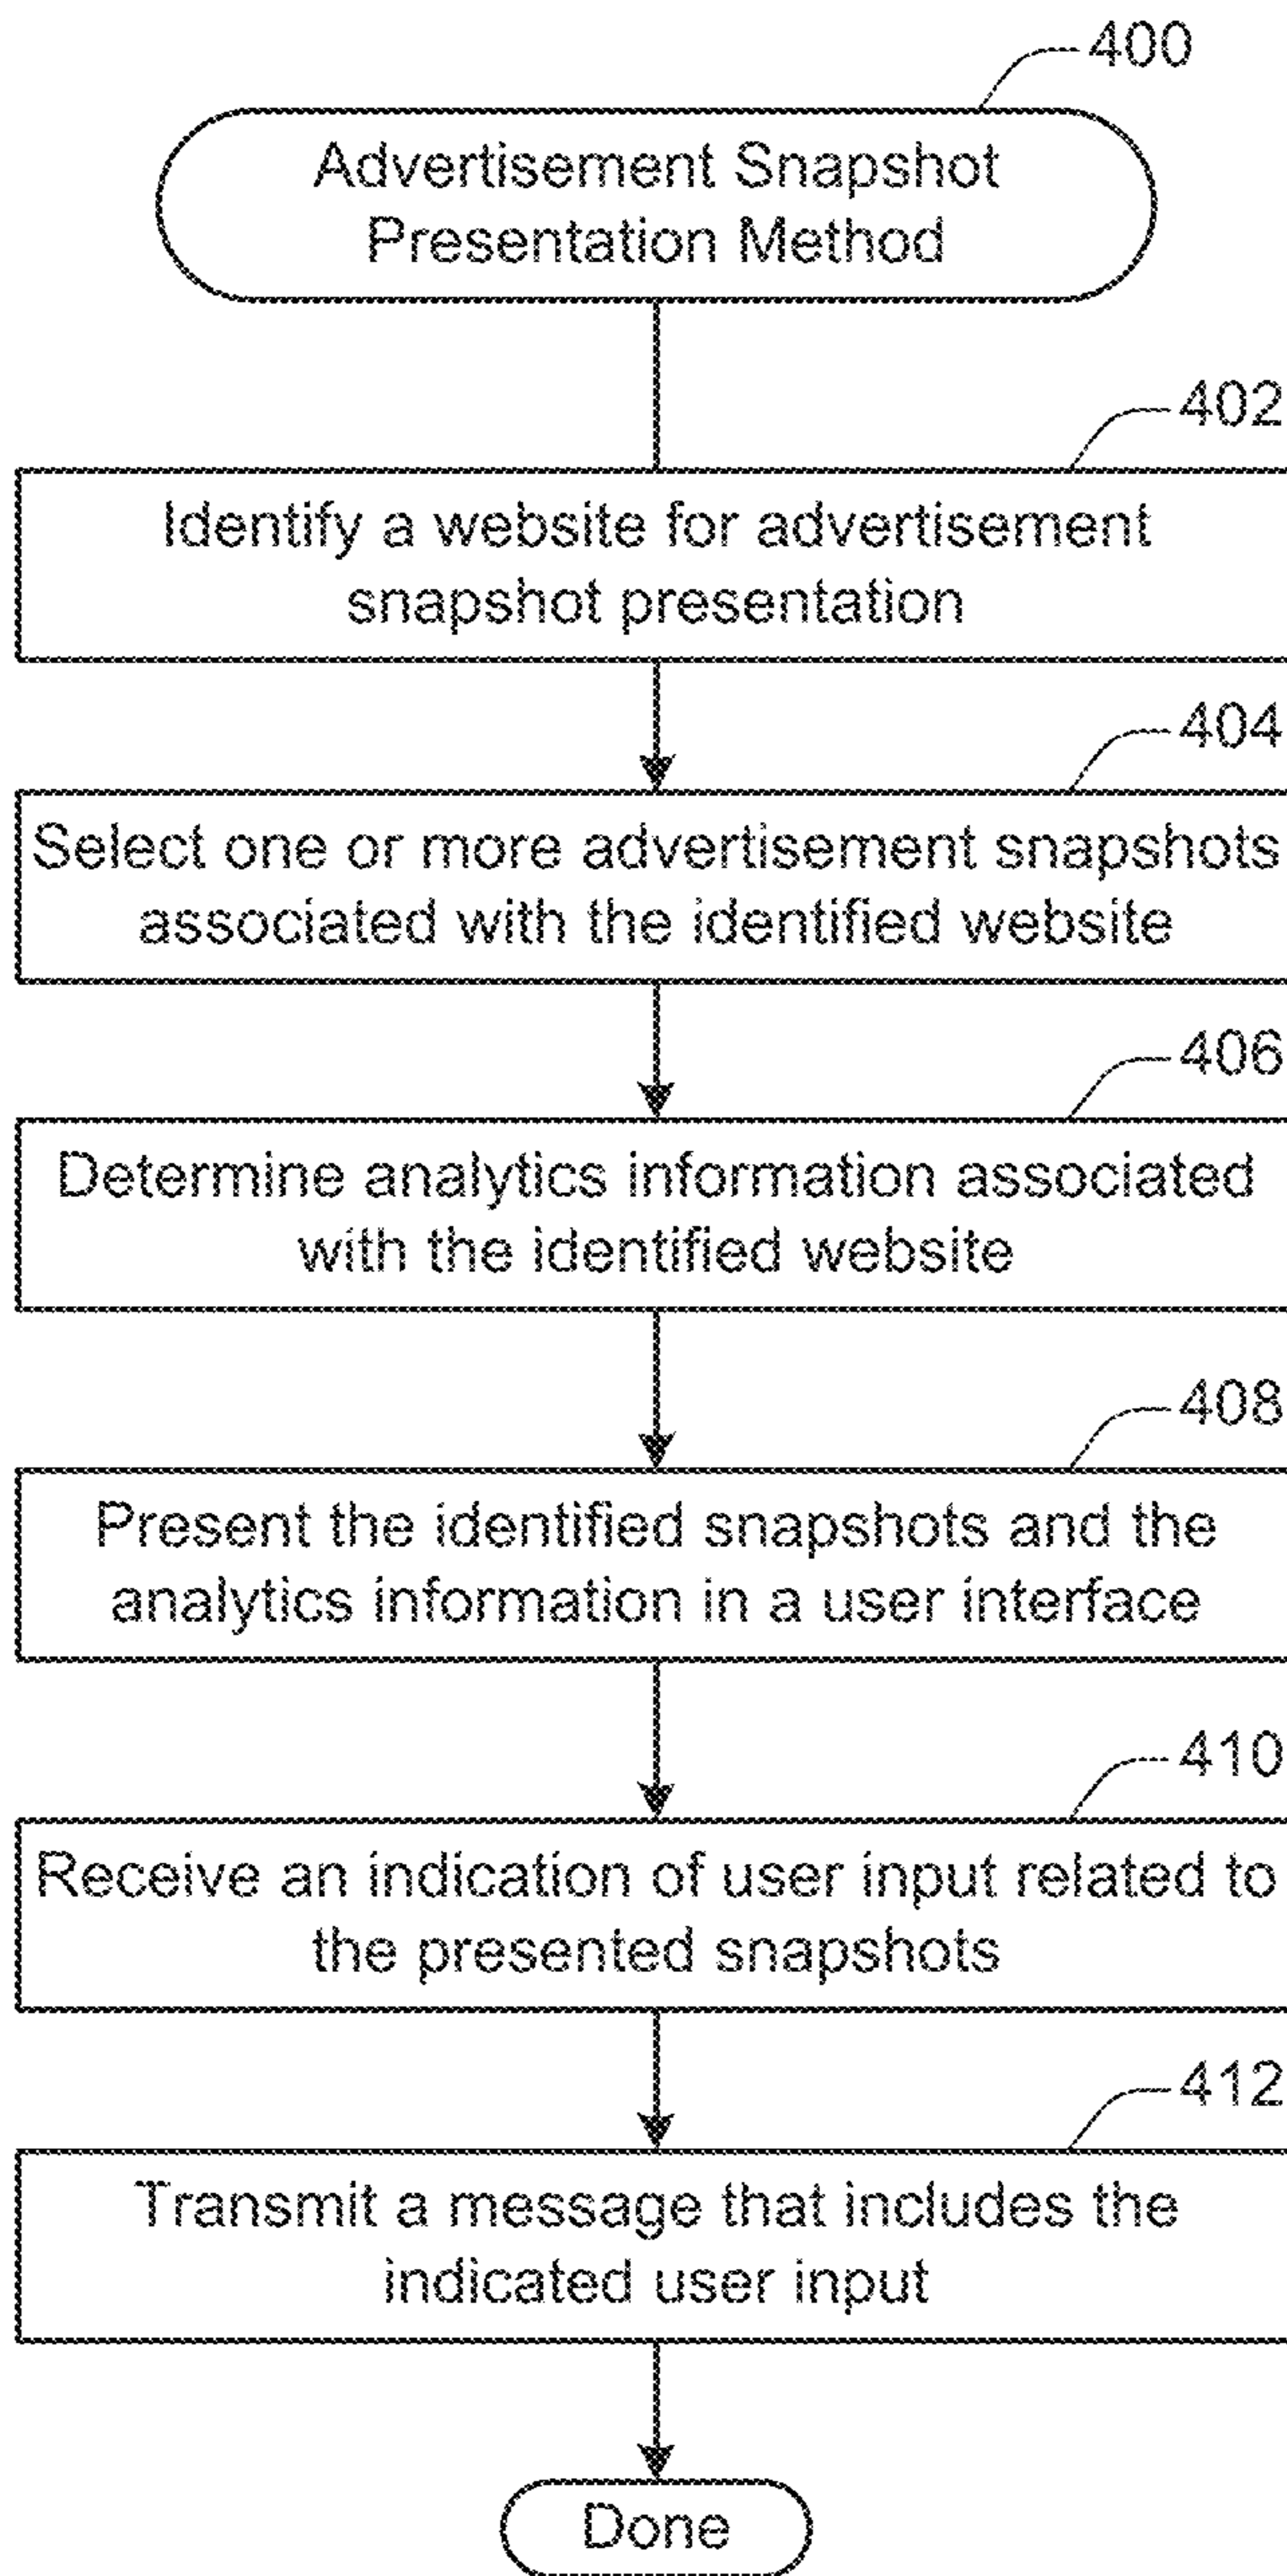 400
Advertisement Snapshot
Presentation Method
402
Identify a website for advertisement
snapshot presentation
404
Select one or more advertisement snapshots
associated with the identified website
406
Determine analytics information associated
with the identified website
408
Present the identified snapshots and the
analytics information in a user interface
410
Receive an indication of user input related to
the presented snapshots
412
Transmit a message that includes the
indicated user input
Done